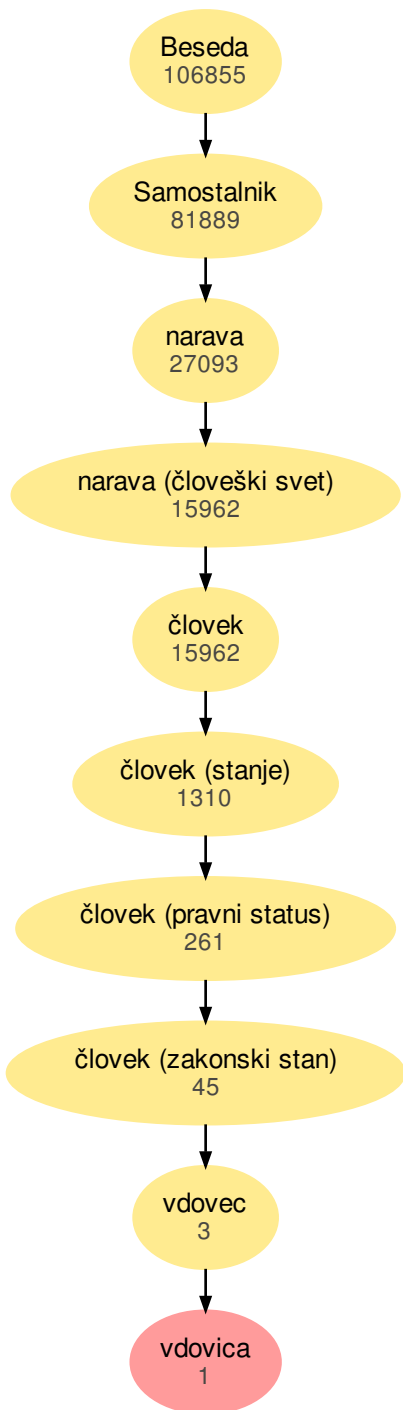 Beseda
106855
Samostalnik
81889
narava
27093
narava (človeški svet)
15962
človek
15962
človek (stanje)
1310
človek (pravni status)
261
človek (zakonski stan)
45
vdovec
3
vdovica
1